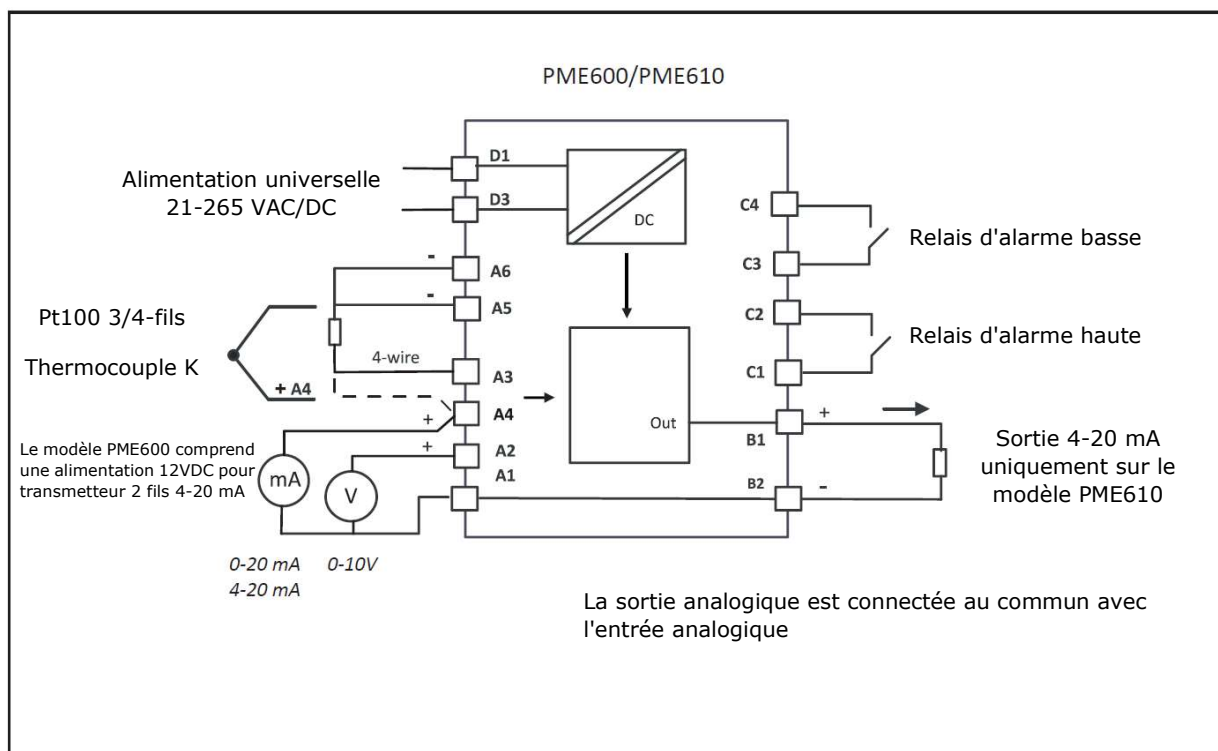 PME600/PME610
Alimentation universelle
21-265 VAC/DC
D1
D3
DC
C4
Relais d'alarme basse
C3
-
A6
-
A5
C2
Relais d'alarme haute
C1
Pt100 3/4-fils
Thermocouple K
+ A4
4-wire
A3
A4
+
Out
+
B1
Le modèle PME600 comprend
une alimentation 12VDC pour
transmetteur 2 fils 4-20 mA
mA
+
V
A2
A1
B2
-
Sortie 4-20 mA
uniquement sur le
modèle PME610
0-20 mA
4-20 mA
0-10V
La sortie analogique est connectée au commun avec
l'entrée analogique